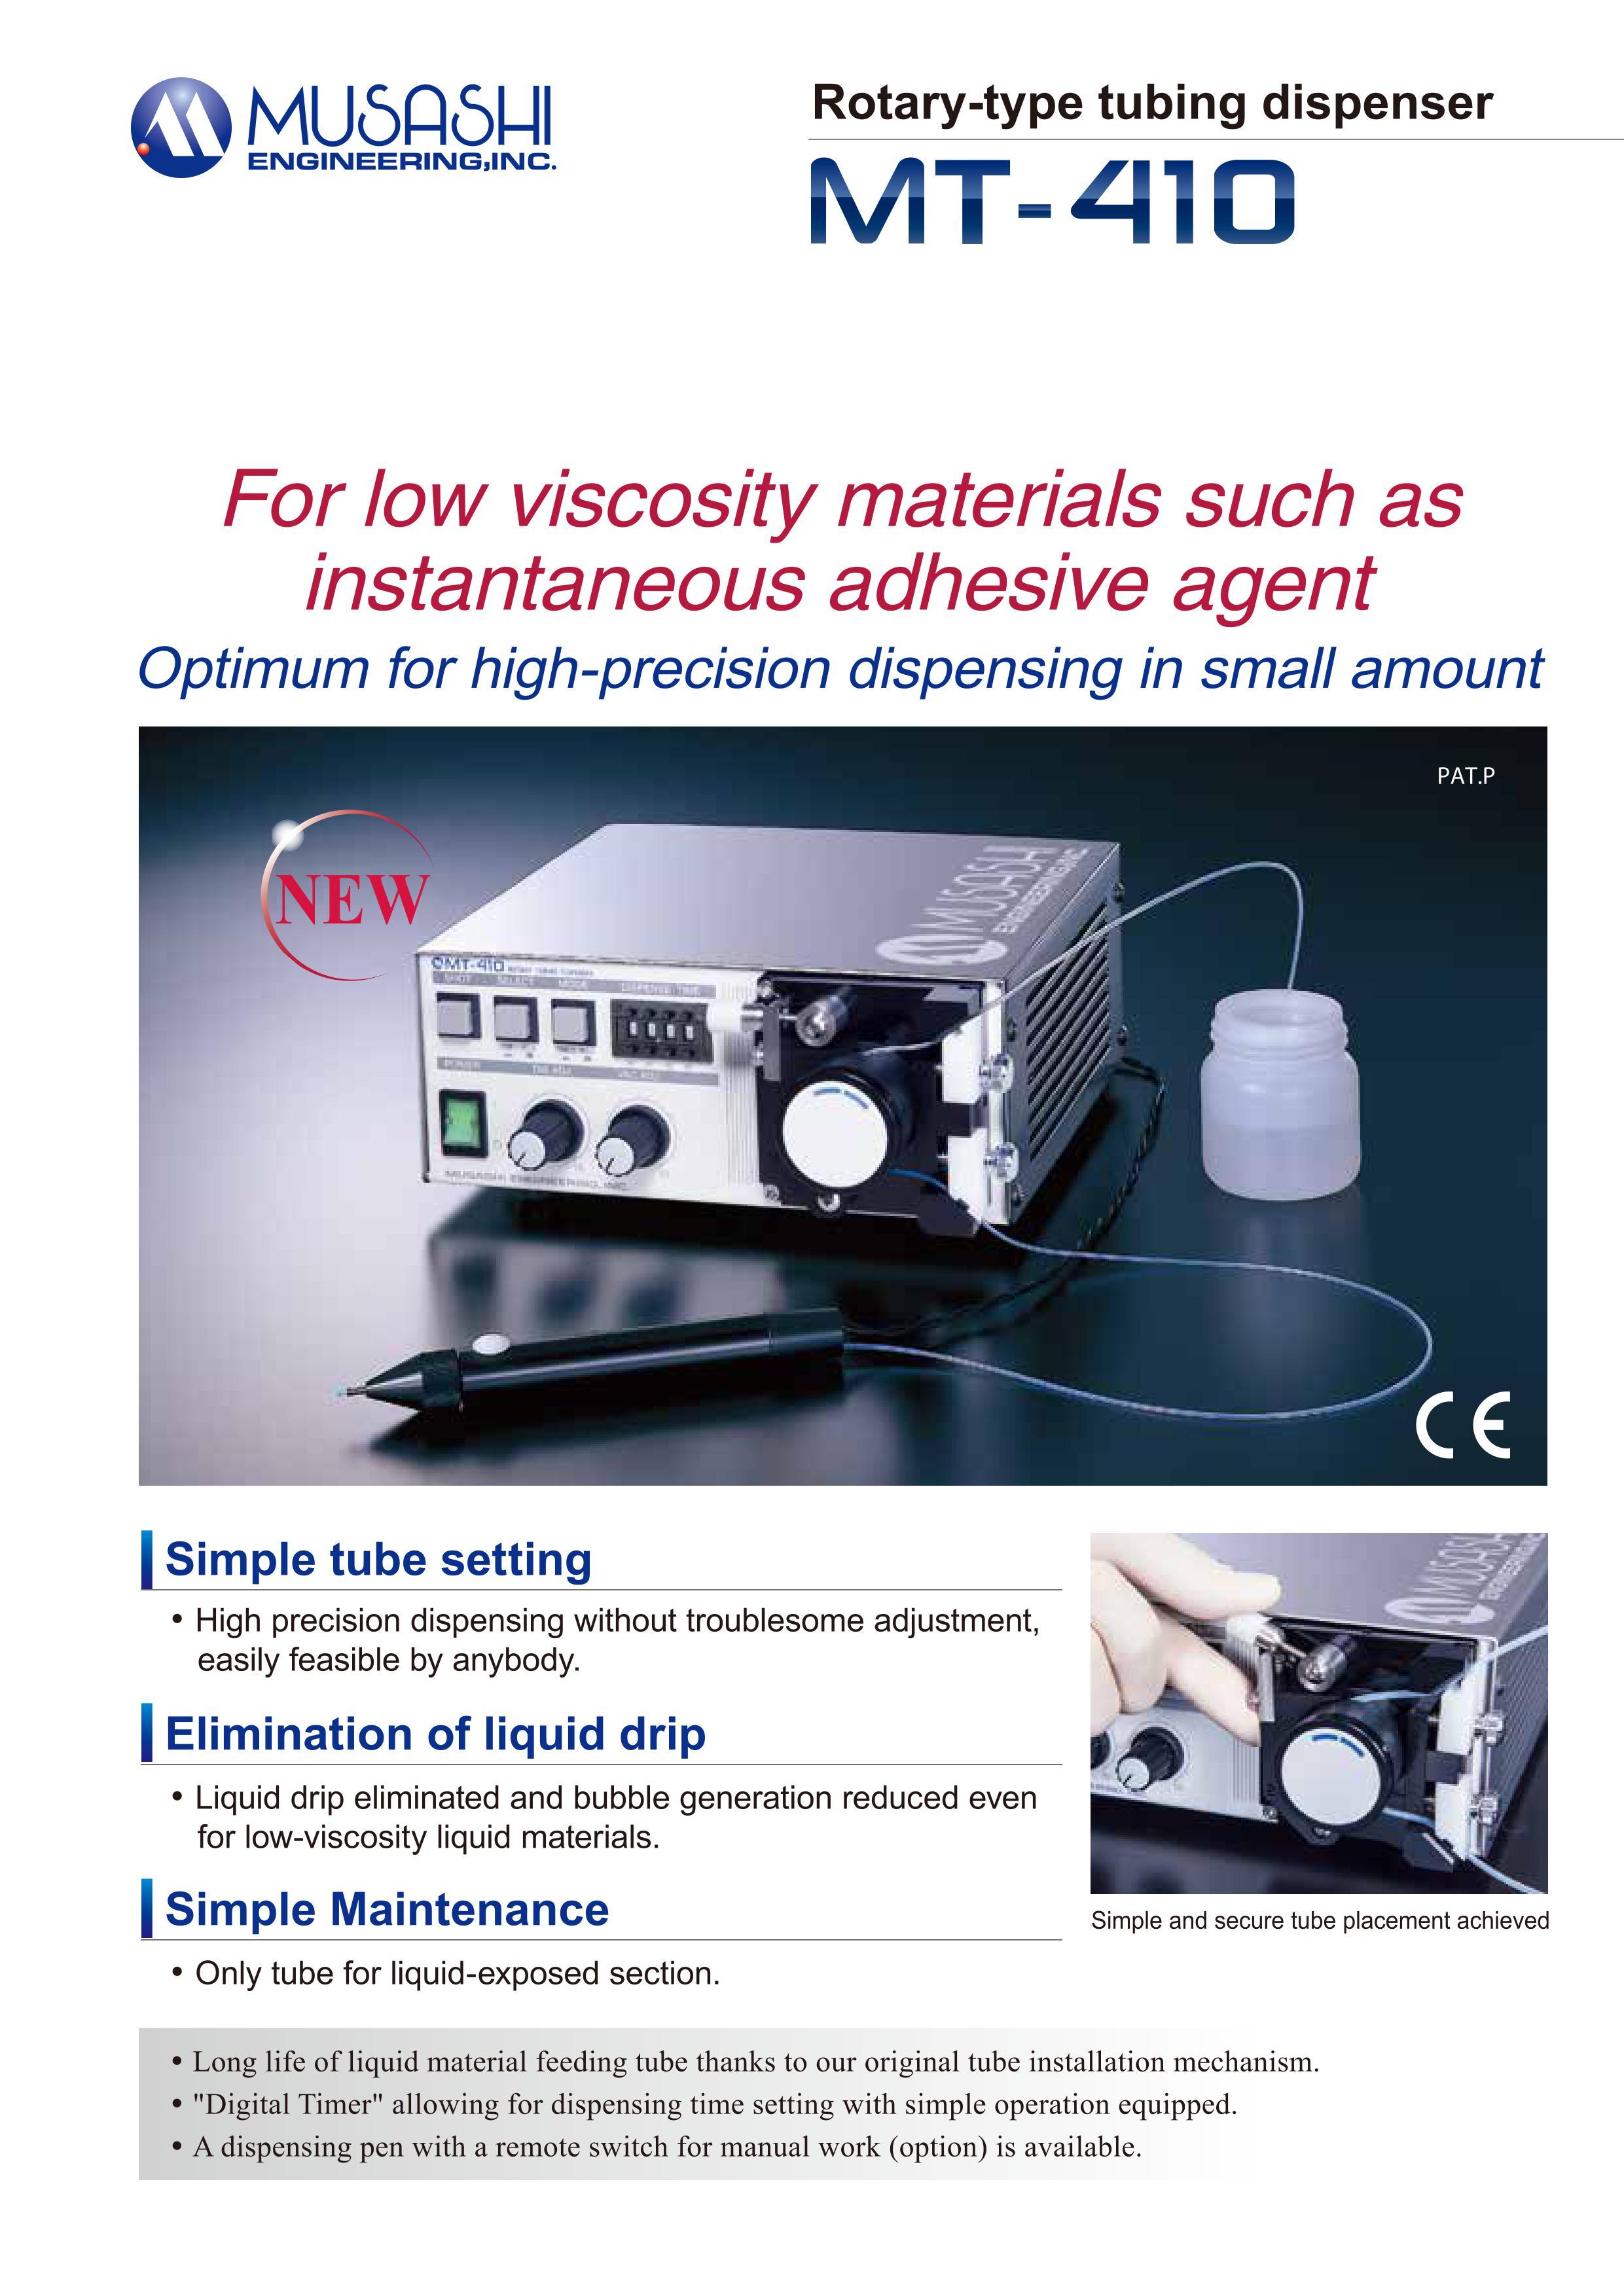 MUSASHI
ENGINEERING,INC.
Rotary-type tubing dispenser
MT-410
For low viscosity materials such as
instantaneous adhesive agent
Optimum for high-precision dispensing in small amount
PAT.P
NEW
MUSASHI
ENGINEERING,INC.
MT-410
SHOT SELECT MODE DISPENSE TIME
POWER
MUSASHI ENGINEERING, INC.
CE
Simple tube setting
• High precision dispensing without troublesome adjustment,
easily feasible by anybody.
Elimination of liquid drip
• Liquid drip eliminated and bubble generation reduced even
for low-viscosity liquid materials.
Simple Maintenance
• Only tube for liquid-exposed section.
MUSASHI
Simple and secure tube placement achieved
• Long life of liquid material feeding tube thanks to our original tube installation mechanism.
• "Digital Timer" allowing for dispensing time setting with simple operation equipped.
• A dispensing pen with a remote switch for manual work (option) is available.